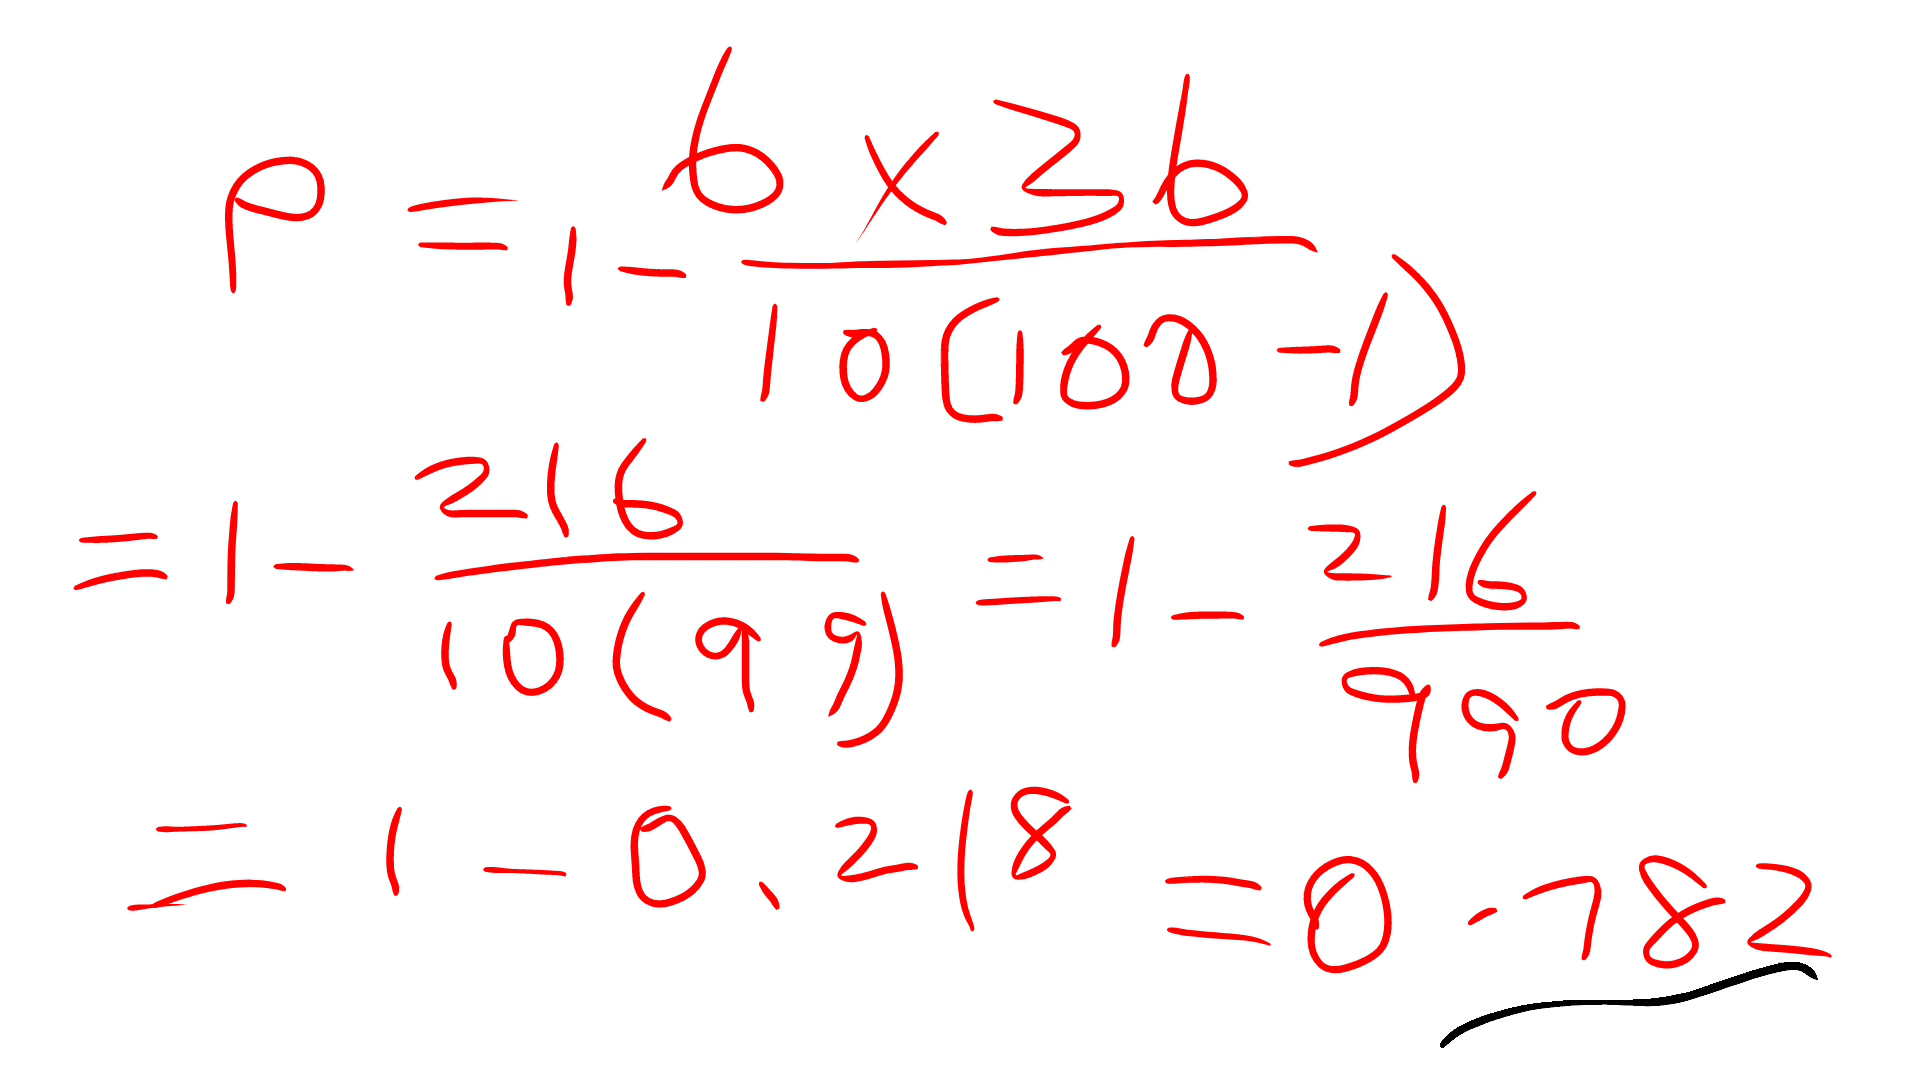 ρ = 1 - (6 × 36) / (10(100 - 1))
= 1 - 216 / (10(99)) = 1 - 216 / 990
= 1 - 0.218 = 0.782